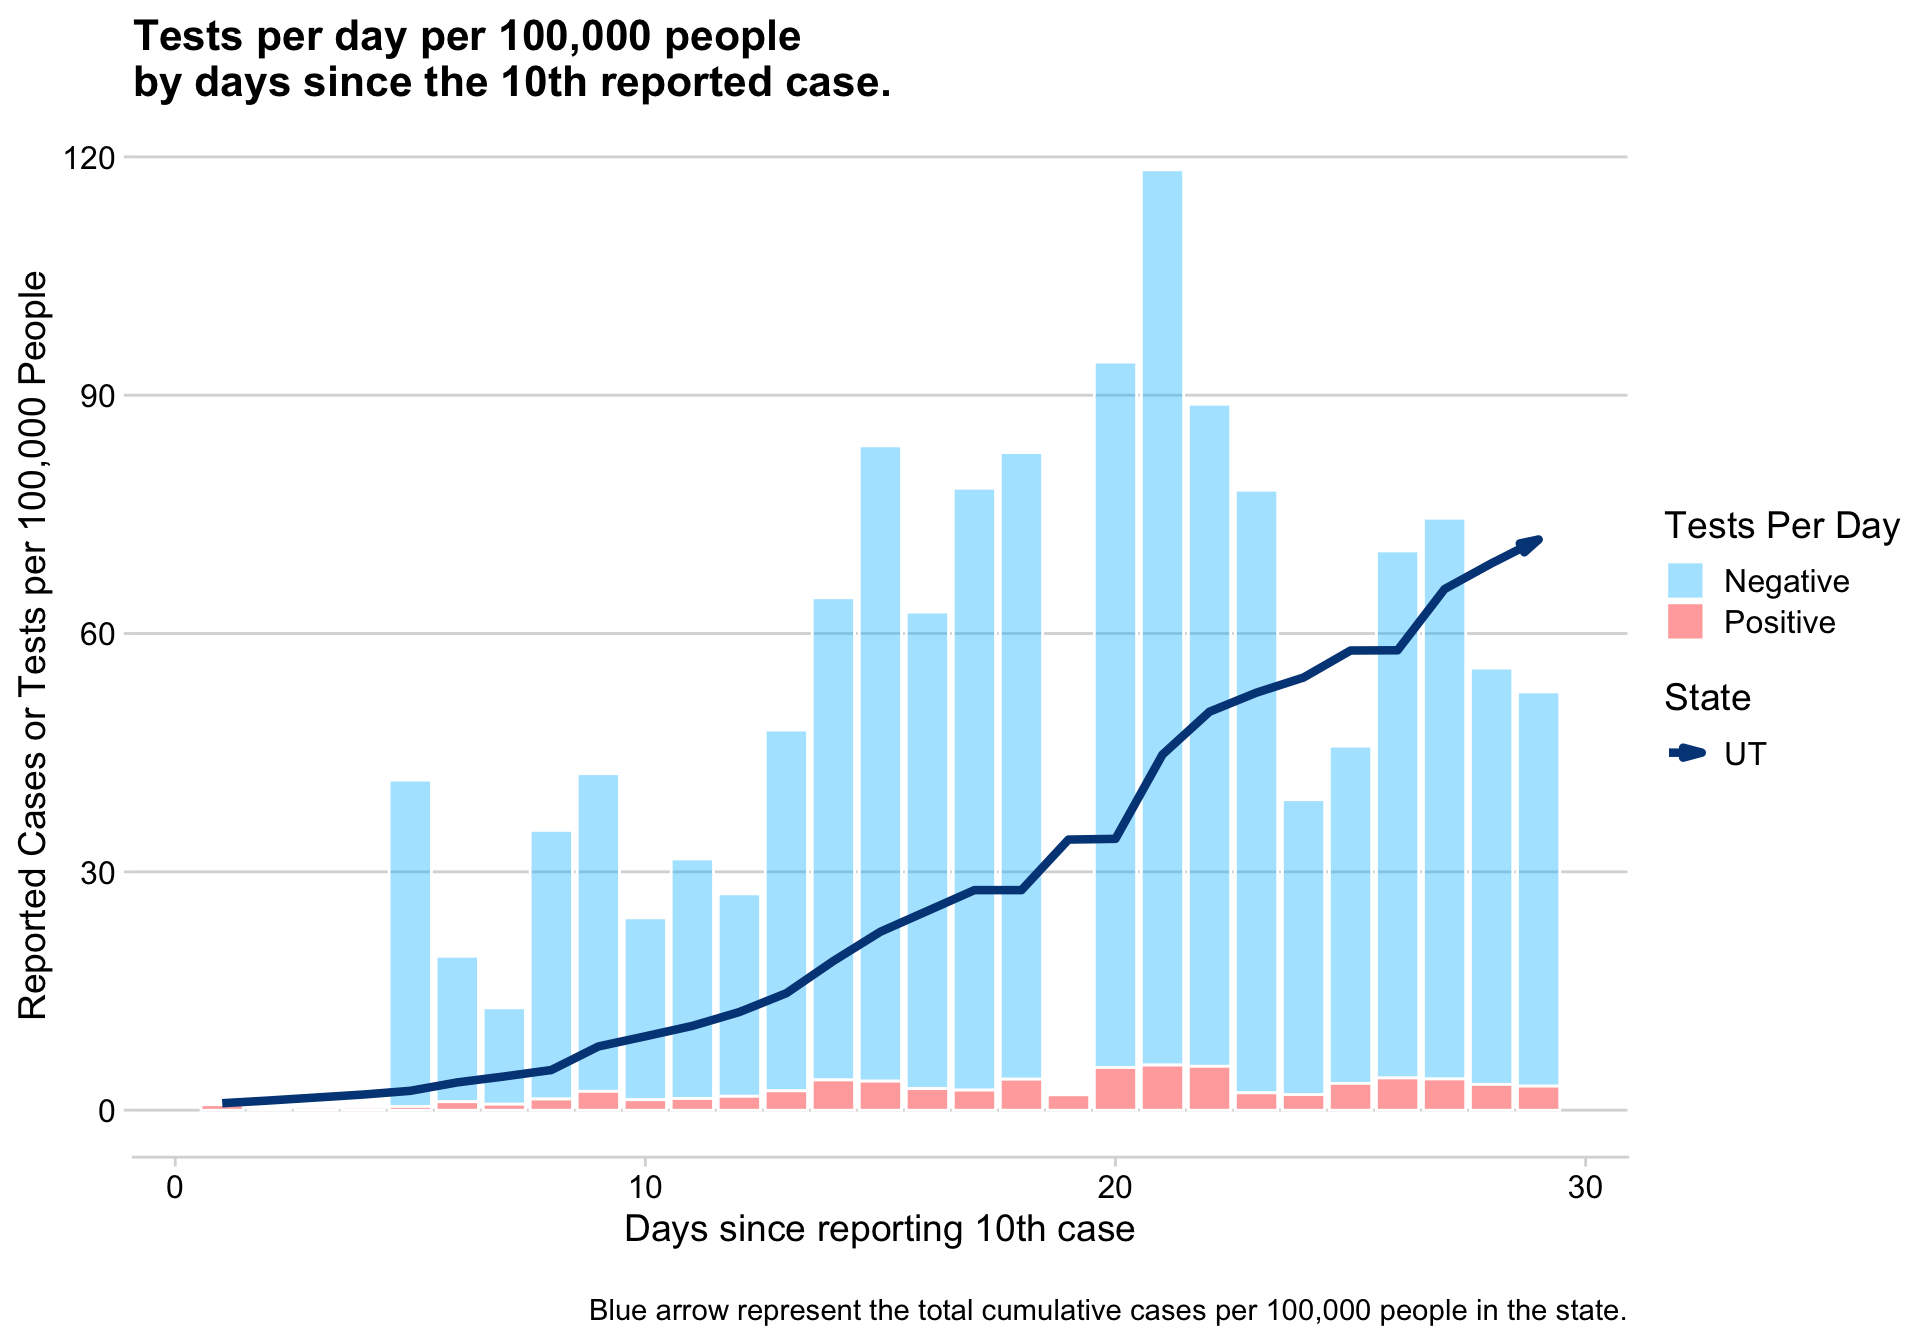 Tests per day per 100,000 people
by days since the 10th reported case.
Reported Cases or Tests per 100,000 People
120
90
60
30
0
0
10
20
30
Days since reporting 10th case
Tests Per Day
Negative
Positive
State
UT
Blue arrow represent the total cumulative cases per 100,000 people in the state.